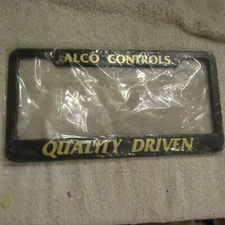 ALCO CONTROLS
QUALITY DRIVEN